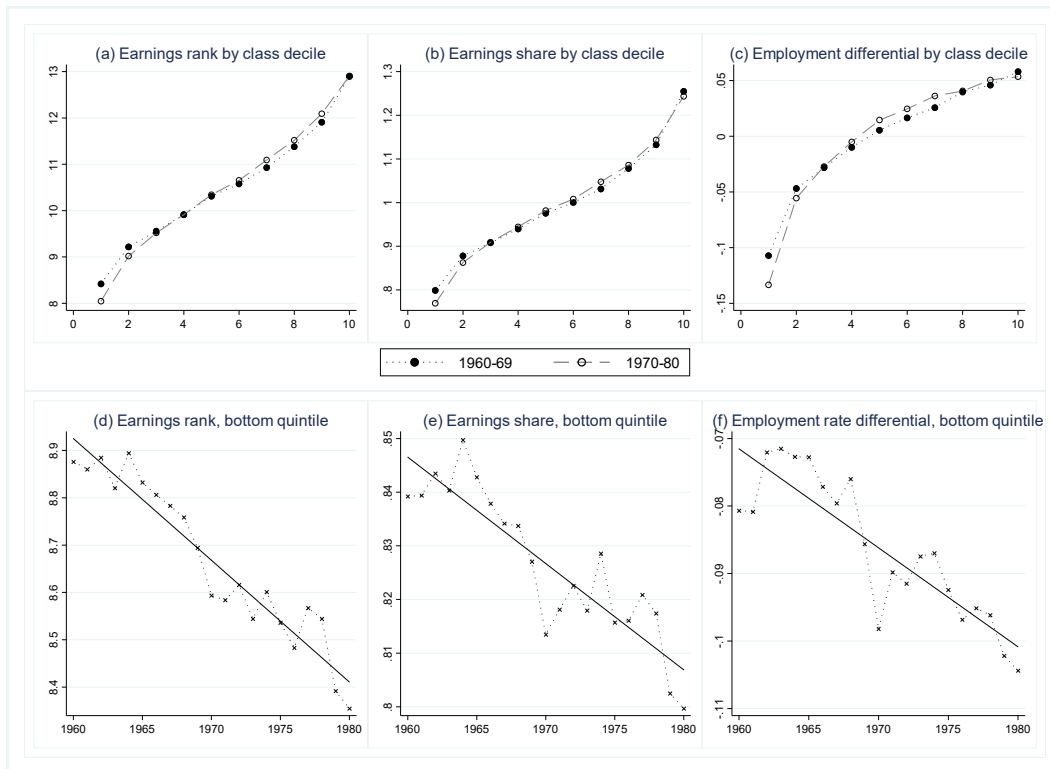 (a) Earnings rank by class decile
13
12
11
10
9
8
0 2 4 6 8 10
(b) Earnings share by class decile
1.3
1.2
1.1
1
.9
.8
0 2 4 6 8 10
(c) Employment differential by class decile
.05
0
-.05
-.1
-.15
0 2 4 6 8 10
1960-69 1970-80
(d) Earnings rank, bottom quintile
8.9
8.8
8.7
8.6
8.5
8.4
1960 1965 1970 1975 1980
(e) Earnings share, bottom quintile
.85
.84
.83
.82
.81
.8
1960 1965 1970 1975 1980
(f) Employment rate differential, bottom quintile
-.07
-.08
-.09
-.1
-.11
1960 1965 1970 1975 1980